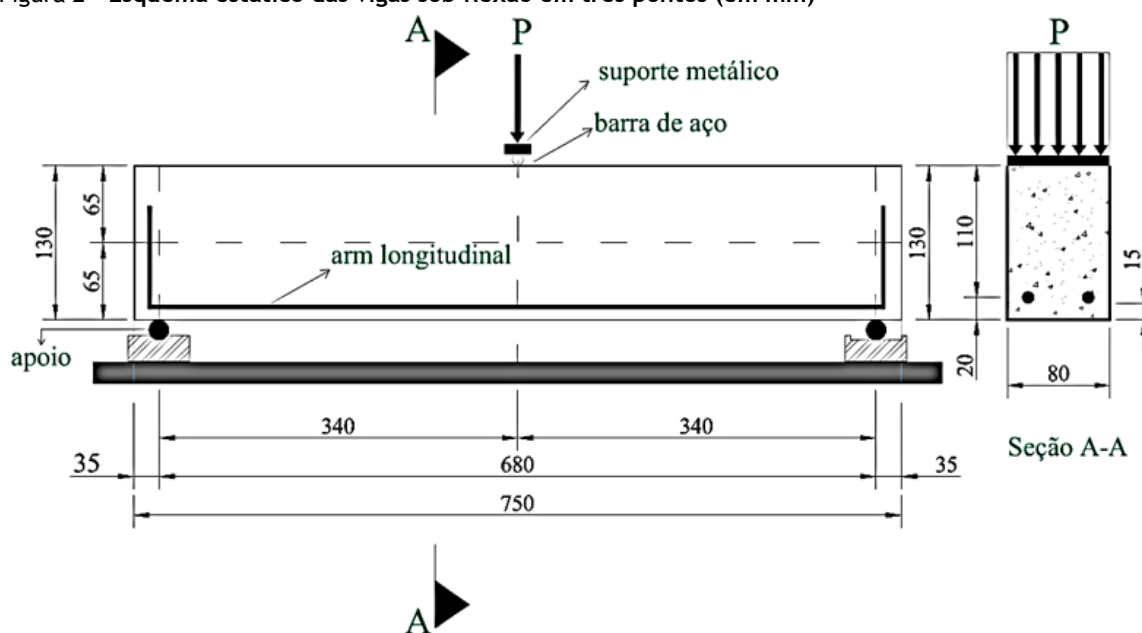 Figura 2 - Esquema estático das vigas sob flexão em três pontos (em mm)
A
P
P
suporte metálico
barra de aço
130
65
65
arm longitudinal
130
110
15
apoio
20
80
340
340
Seção A-A
35
680
35
750
A